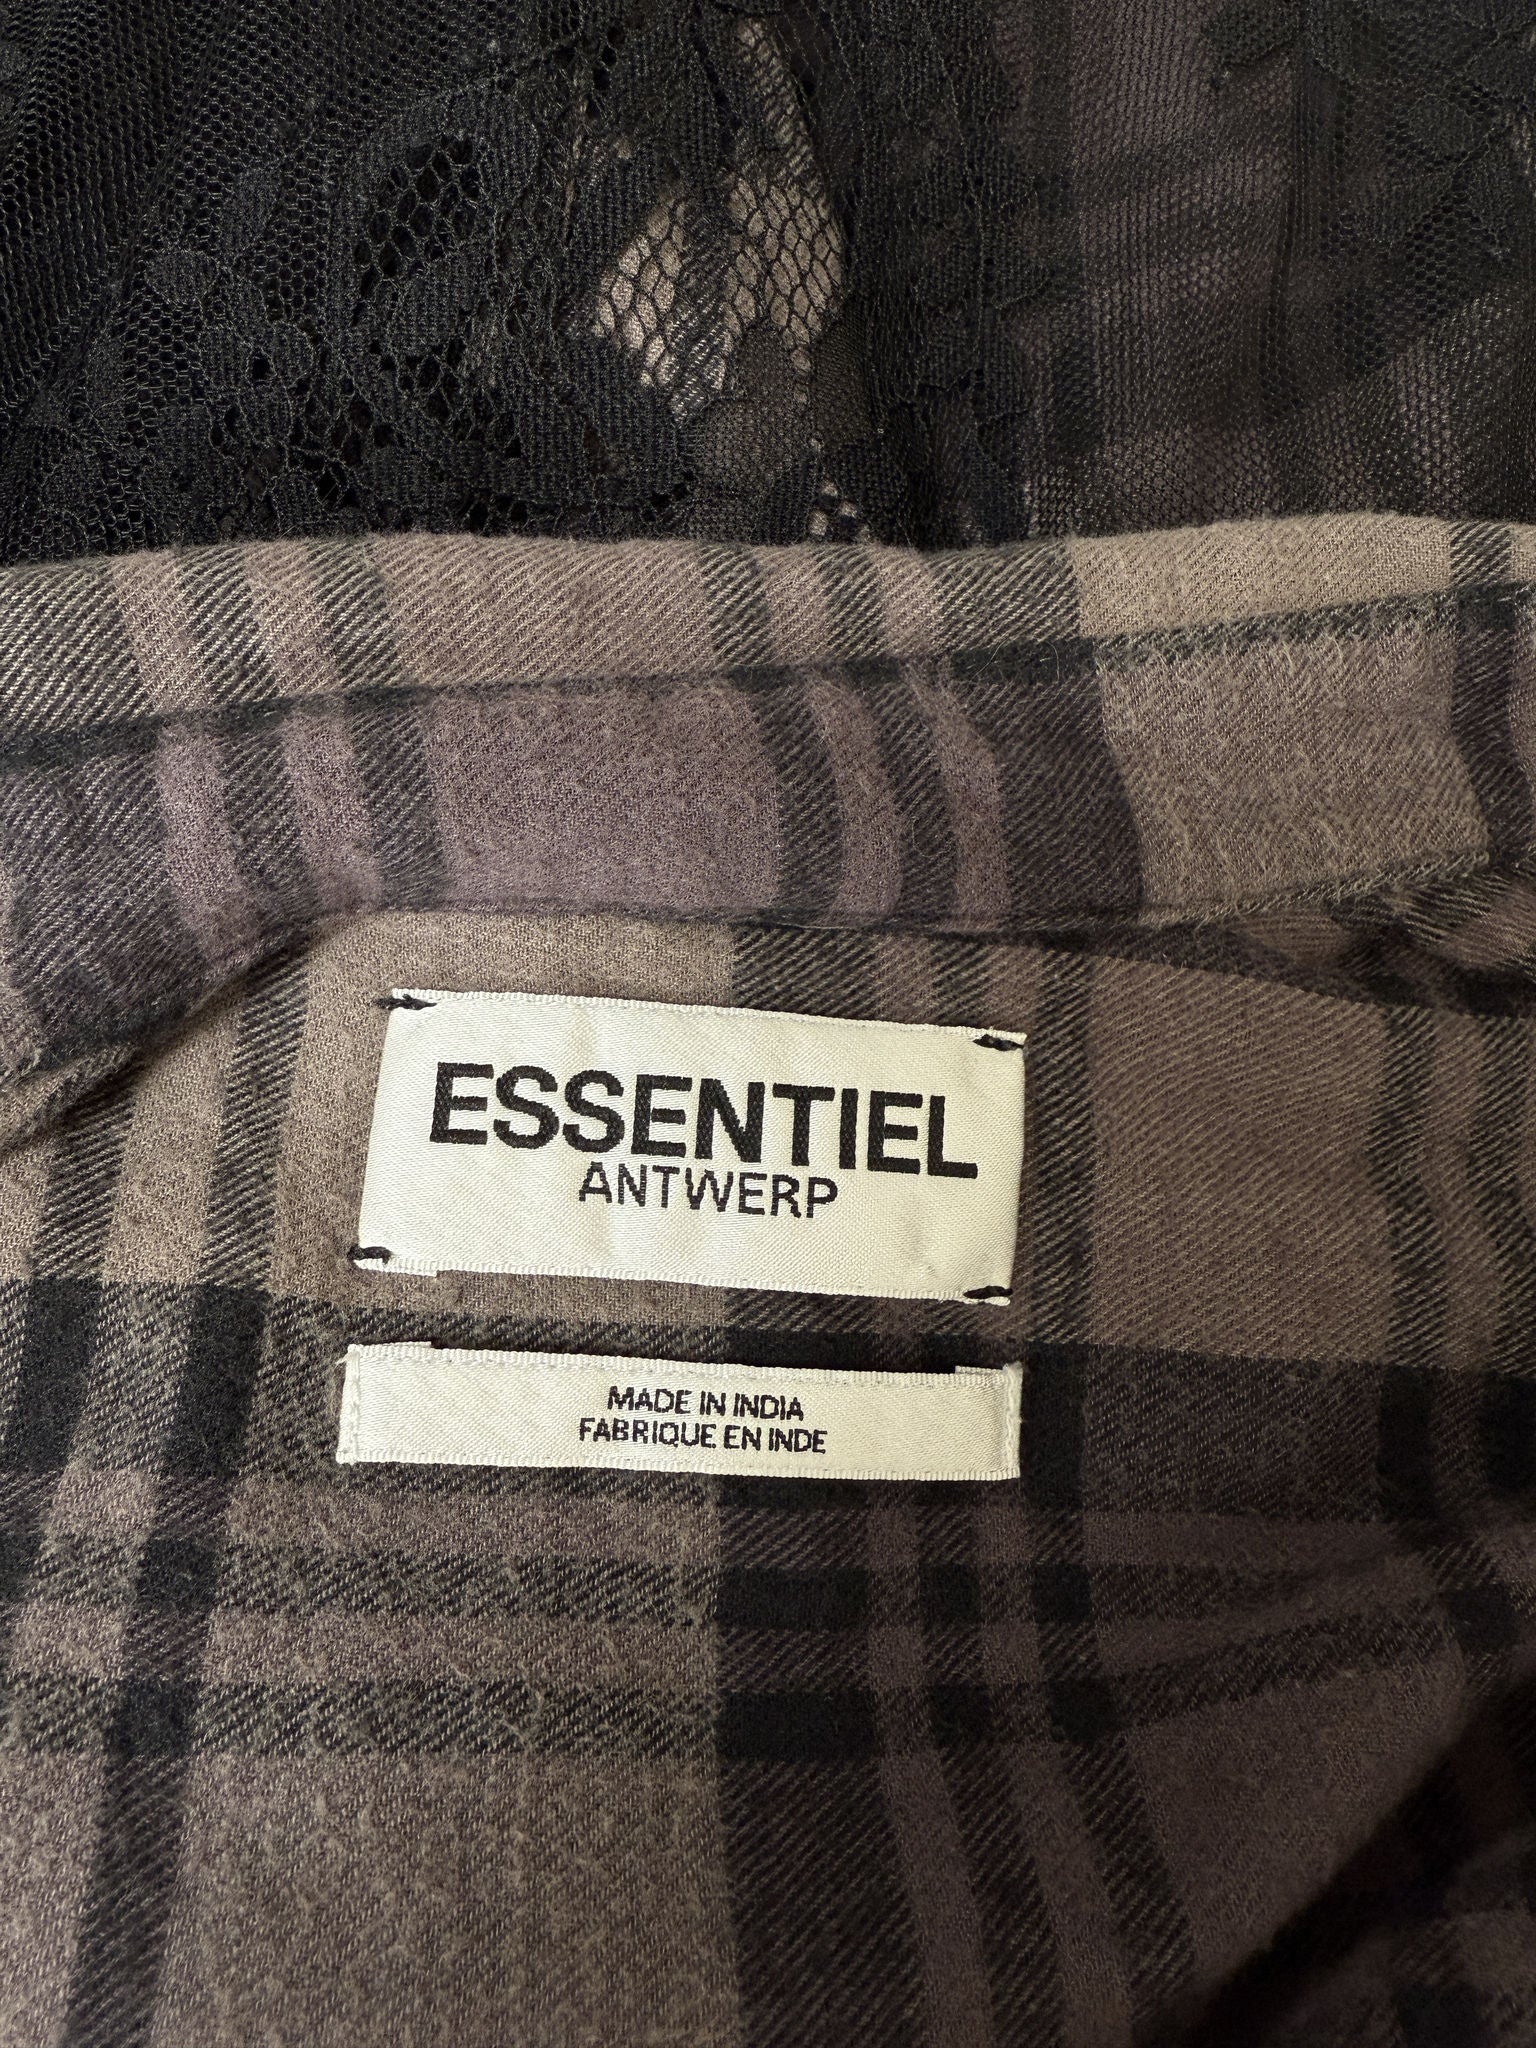 ESSENTIEL
ANTWERP
MADE IN INDIA
FABRIQUE EN INDE